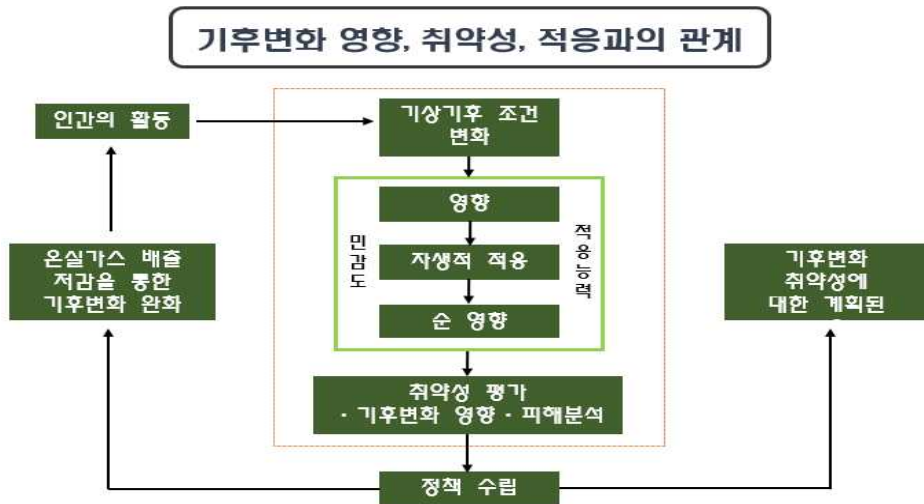 기후변화 영향, 취약성, 적응과의 관계
인간의 활동
기상기후 조건
변화
영향
민감도
자생적 적응
적응능력
순 영향
온실가스 배출
저감을 통한
기후변화 완화
기후변화
취약성에
대한 계획된
취약성 평가
· 기후변화 영향 · 피해분석
정책 수립